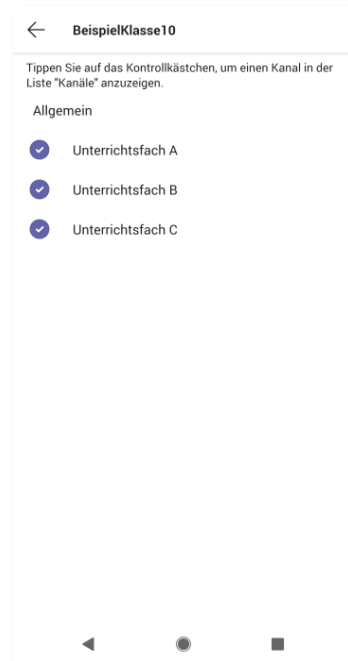 BeispielKlasse10
Tippen Sie auf das Kontrollkästchen, um einen Kanal in der
Liste "Kanäle" anzuzeigen.
Allgemein
Unterrichtsfach A
Unterrichtsfach B
Unterrichtsfach C